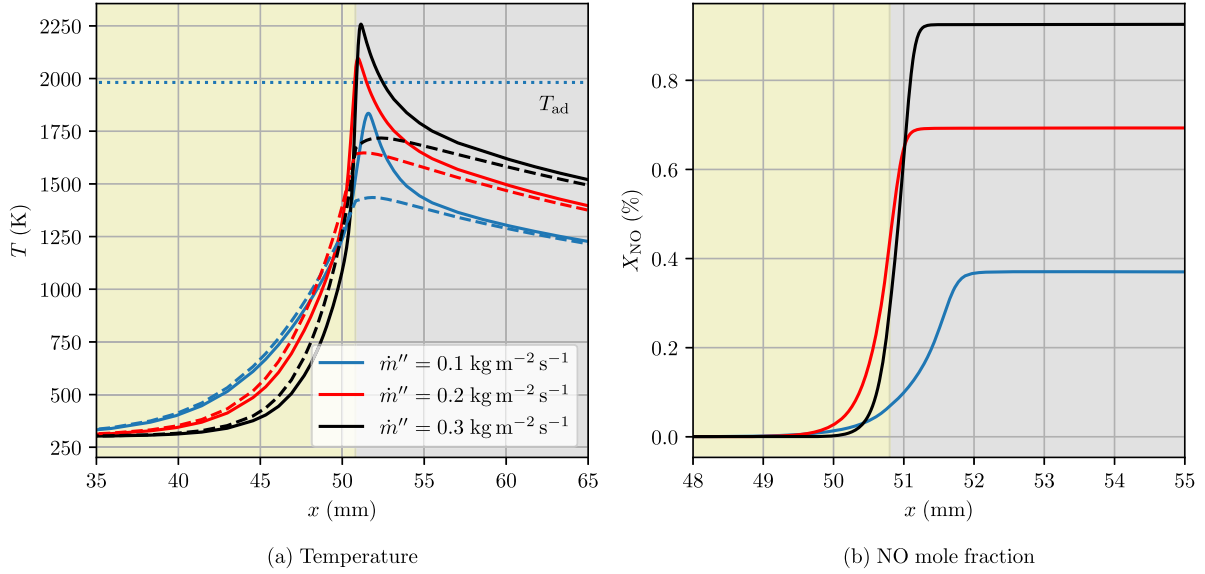 2250
2000
1750
1500
1250
1000
750
500
250
T (K)
T_ad
ṁ″ = 0.1 kg m⁻² s⁻¹
ṁ″ = 0.2 kg m⁻² s⁻¹
ṁ″ = 0.3 kg m⁻² s⁻¹
35 40 45 50 55 60 65
x (mm)
(a) Temperature
0.8
0.6
0.4
0.2
0.0
X_NO (%)
48 49 50 51 52 53 54 55
x (mm)
(b) NO mole fraction